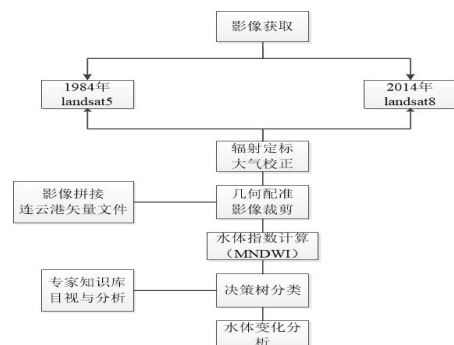 影像获取
1984年
landsat5
2014年
landsat8
辐射定标
大气校正
影像拼接
连云港矢量文件
几何配准
影像裁剪
水体指数计算
（MNDWI）
专家知识库
目视与分析
决策树分类
水体变化分
析